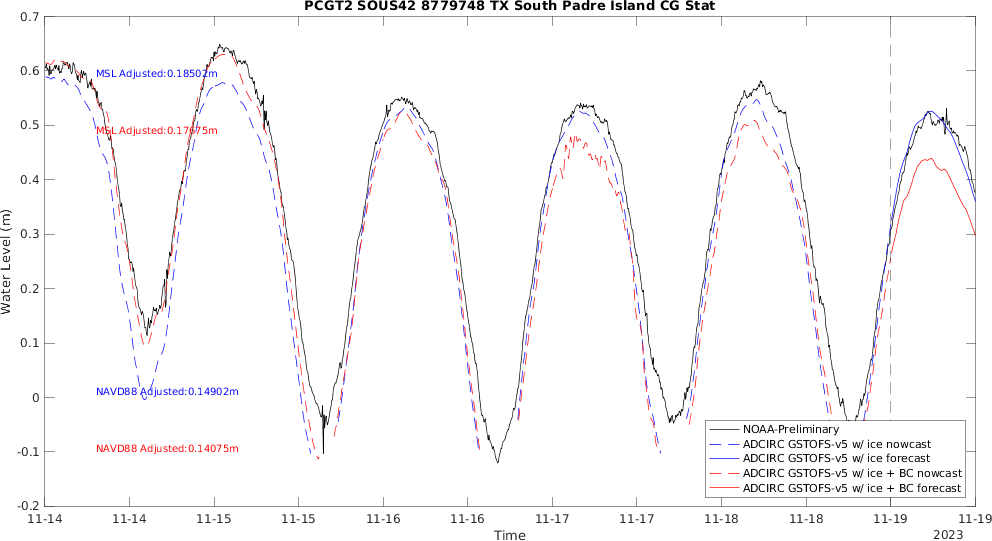 PCGT2 SOUS42 8779748 TX South Padre Island CG Stat
0.7
0.6
0.5
0.4
0.3
0.2
0.1
0
-0.1
-0.2
Water Level (m)
MSL Adjusted:0.18502m
MSL Adjusted:0.17675m
NAVD88 Adjusted:0.14902m
NAVD88 Adjusted:0.14075m
NOAA-Preliminary
ADCIRC GSTOFS-v5 w/ ice nowcast
ADCIRC GSTOFS-v5 w/ ice forecast
ADCIRC GSTOFS-v5 w/ ice + BC nowcast
ADCIRC GSTOFS-v5 w/ ice + BC forecast
11-14 11-14 11-15 11-15 11-16 11-16 11-17 11-17 11-18 11-18 11-19 11-19
Time
2023